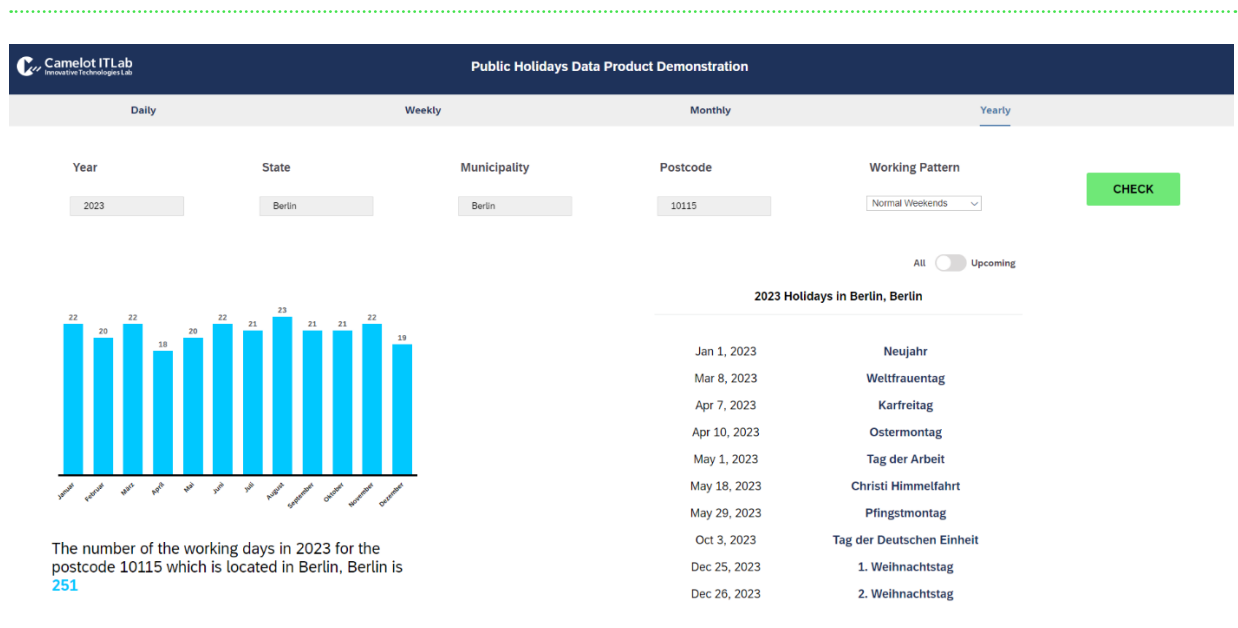 Camelot ITLab
Innovative Technologies Lab
Public Holidays Data Product Demonstration
Daily Weekly Monthly Yearly
Year State Municipality Postcode Working Pattern
CHECK
2023 Berlin Berlin 10115 Normal Weekends
All Upcoming
2023 Holidays in Berlin, Berlin
22 20 22 18 20 22 21 23 21 21 22 19
Januar Februar März April Mai Juni Juli August September Oktober November Dezember
Jan 1, 2023 Neujahr
Mar 8, 2023 Weltfrauentag
Apr 7, 2023 Karfreitag
Apr 10, 2023 Ostermontag
May 1, 2023 Tag der Arbeit
May 18, 2023 Christi Himmelfahrt
May 29, 2023 Pfingstmontag
Oct 3, 2023 Tag der Deutschen Einheit
Dec 25, 2023 1. Weihnachtstag
Dec 26, 2023 2. Weihnachtstag
The number of the working days in 2023 for the
postcode 10115 which is located in Berlin, Berlin is
251